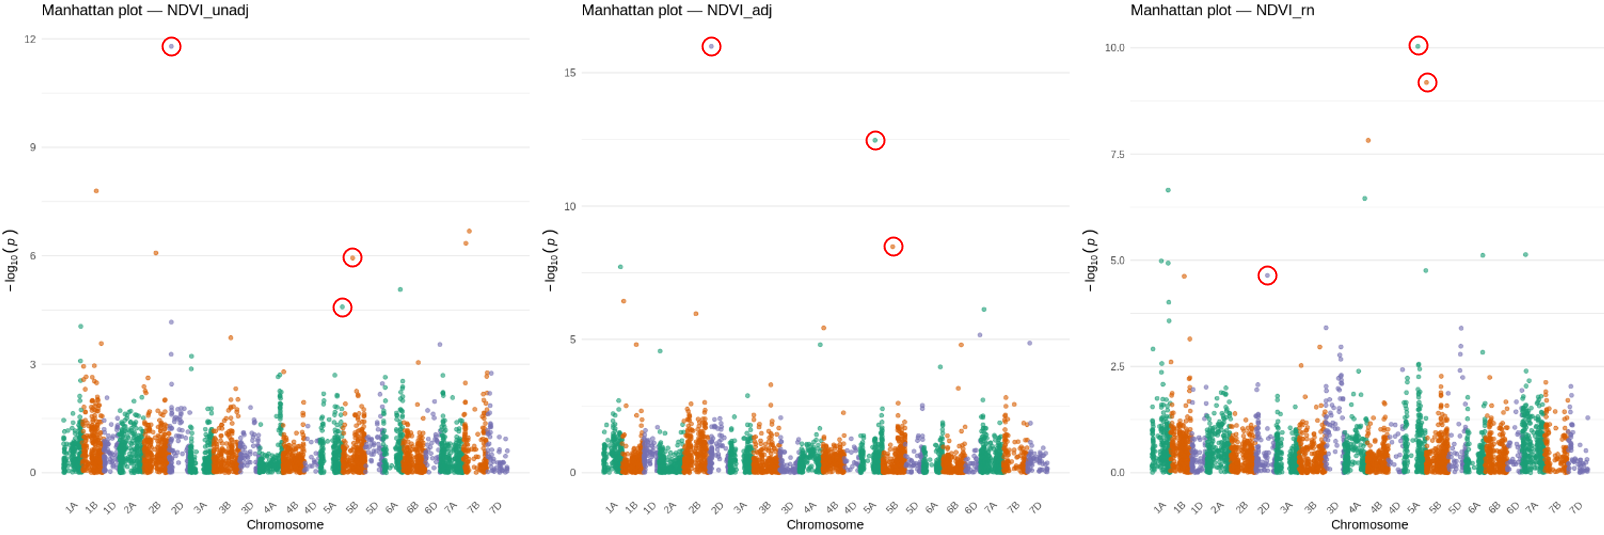 Manhattan plot — NDVI_unadj
12
9
6
3
0
− log10 ( p )
1A 1B 1D 2A 2B 2D 3A 3B 3D 4A 4B 4D 5A 5B 5D 6A 6B 6D 7A 7B 7D
Chromosome
Manhattan plot — NDVI_adj
15
10
5
0
− log10 ( p )
1A 1B 1D 2A 2B 2D 3A 3B 3D 4A 4B 4D 5A 5B 5D 6A 6B 6D 7A 7B 7D
Chromosome
Manhattan plot — NDVI_rn
10.0
7.5
5.0
2.5
0.0
− log10 ( p )
1A 1B 1D 2A 2B 2D 3A 3B 3D 4A 4B 4D 5A 5B 5D 6A 6B 6D 7A 7B 7D
Chromosome